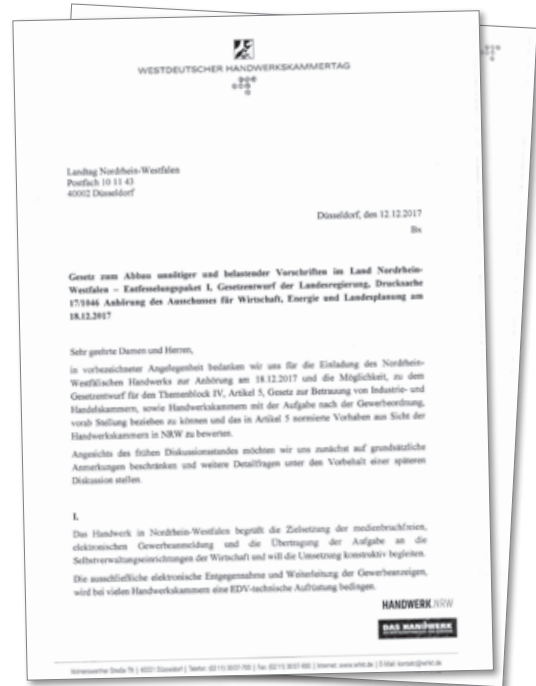 WESTDEUTSCHER HANDWERKSKAMMERTAG
Landtag Nordrhein-Westfalen
Postfach 10 11 43
40002 Düsseldorf
Düsseldorf, den 12.12.2017
Bx
Gesetz zum Abbau unnötiger und belastender Vorschriften im Land Nordrhein-
Westfalen – Entfesselungspaket I, Gesetzentwurf der Landesregierung, Drucksache
17/1046 Anhörung des Ausschusses für Wirtschaft, Energie und Landesplanung am
18.12.2017
Sehr geehrte Damen und Herren,
in vorbezeichneter Angelegenheit bedanken wir uns für die Einladung des Nordrhein-
Westfälischen Handwerks zur Anhörung am 18.12.2017 und die Möglichkeit, zu dem
Gesetzentwurf für den Themenblock IV, Artikel 5, Gesetz zur Betrauung von Industrie- und
Handelskammern, sowie Handwerkskammern mit der Aufgabe nach der Gewerbeordnung,
vorab Stellung beziehen zu können und das in Artikel 5 normierte Vorhaben aus Sicht der
Handwerkskammern in NRW zu bewerten.
Angesichts des frühen Diskussionsstandes möchten wir uns zunächst auf grundsätzliche
Anmerkungen beschränken und weitere Detailfragen unter den Vorbehalt einer späteren
Diskussion stellen.
I.
Das Handwerk in Nordrhein-Westfalen begrüßt die Zielsetzung der medienbruchfreien,
elektronischen Gewerbeanmeldung und die Übertragung der Aufgabe an die
Selbstverwaltungseinrichtungen der Wirtschaft und will die Umsetzung konstruktiv begleiten.
Die ausschließliche elektronische Entgegennahme und Weiterleitung der Gewerbeanzeigen,
wird bei vielen Handwerkskammern eine EDV-technische Aufrüstung bedingen.
HANDWERK.NRW
DAS HANDWERK